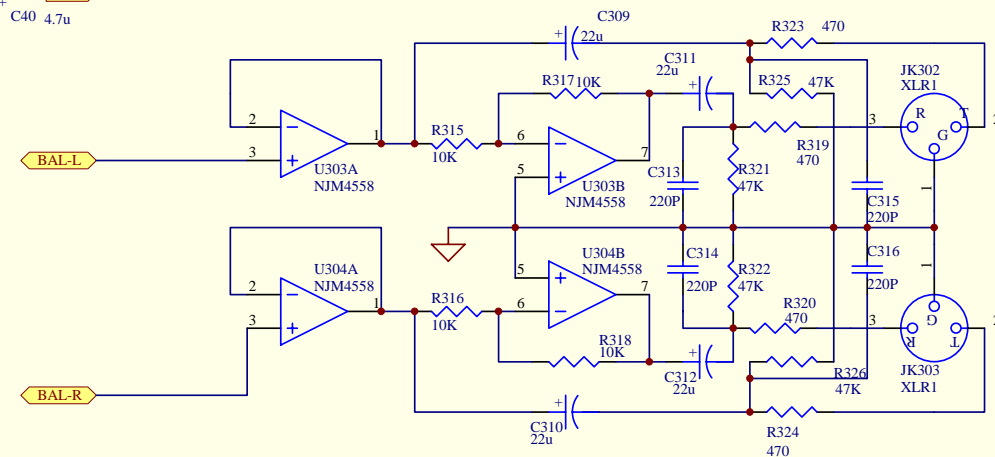 +
C40 4.7u
C309
+
22u
R323 470
C311
22u
+
R317 10K
R325 47K
JK302
XLR1
R T
G
2
1
3
U303A
NJM4558
BAL-L
R315
10K
6
5
7
U303B
NJM4558
3
2
R319
470
C313
220P
R321
47K
1
C315
220P
U304A
NJM4558
2
1
3
U304B
NJM4558
5
6
7
C314
220P
R322
47K
C316
220P
1
R316
10K
R318
10K
R320
470
3
2
G
R T
+
C312
22u
R326
47K
JK303
XLR1
BAL-R
+
C310
22u
R324
470